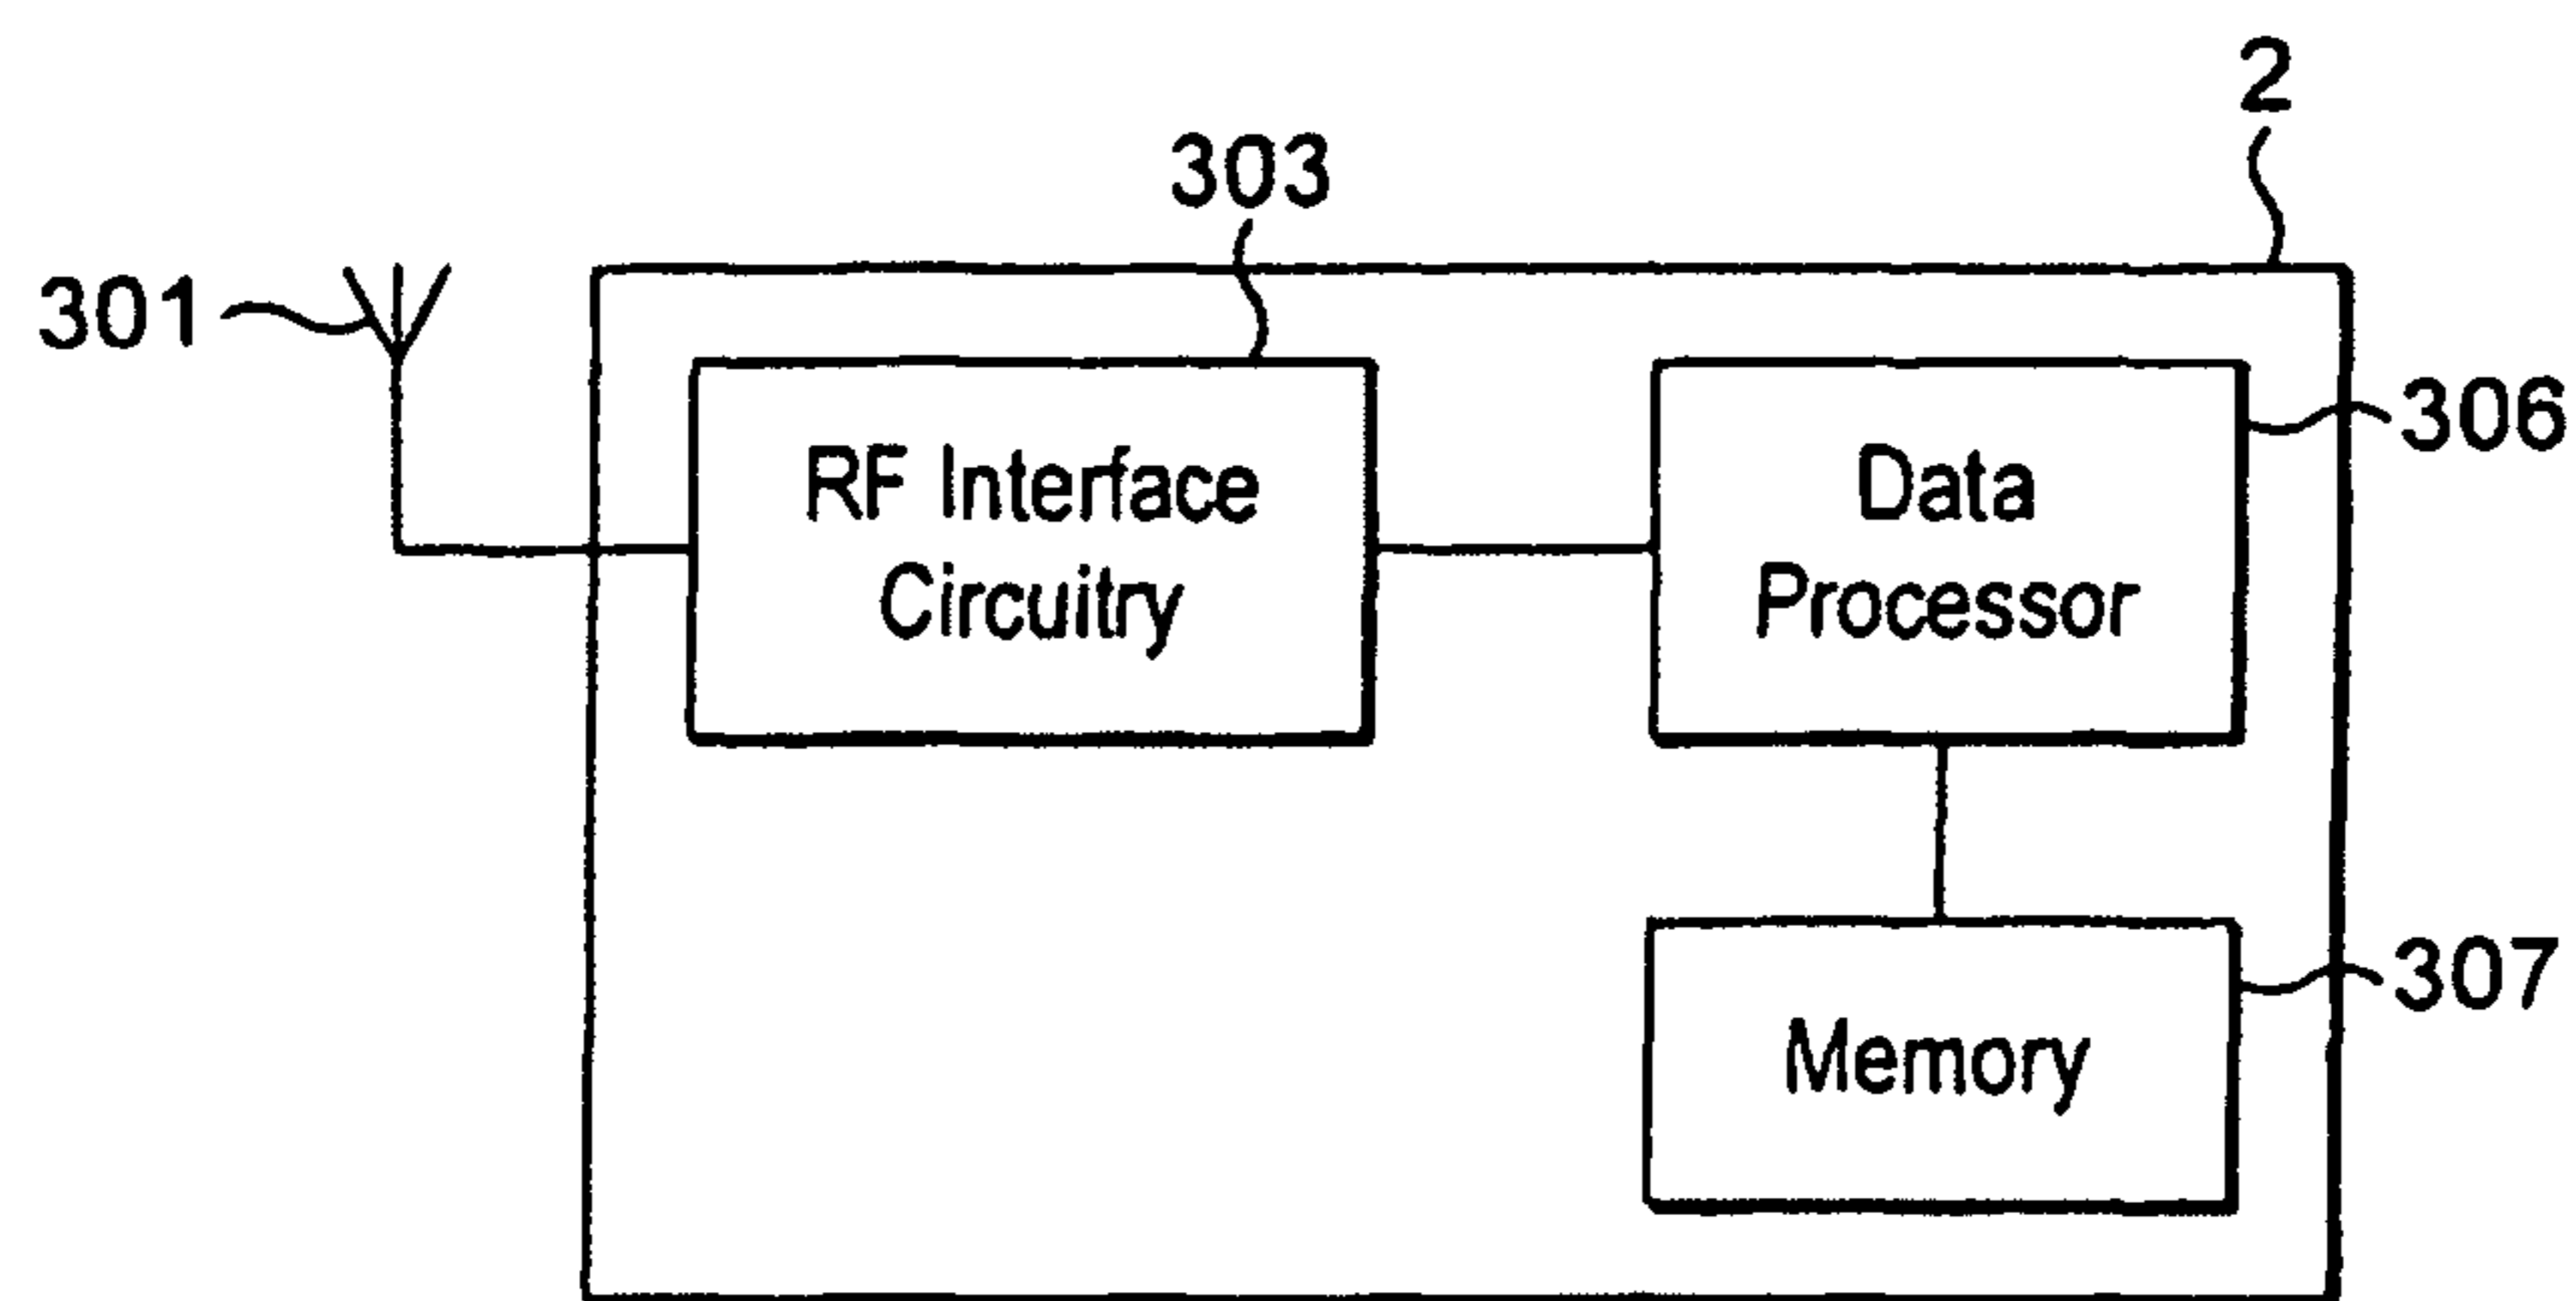 2
303
301
RF Interface
Circuitry
Data
Processor
306
Memory
307